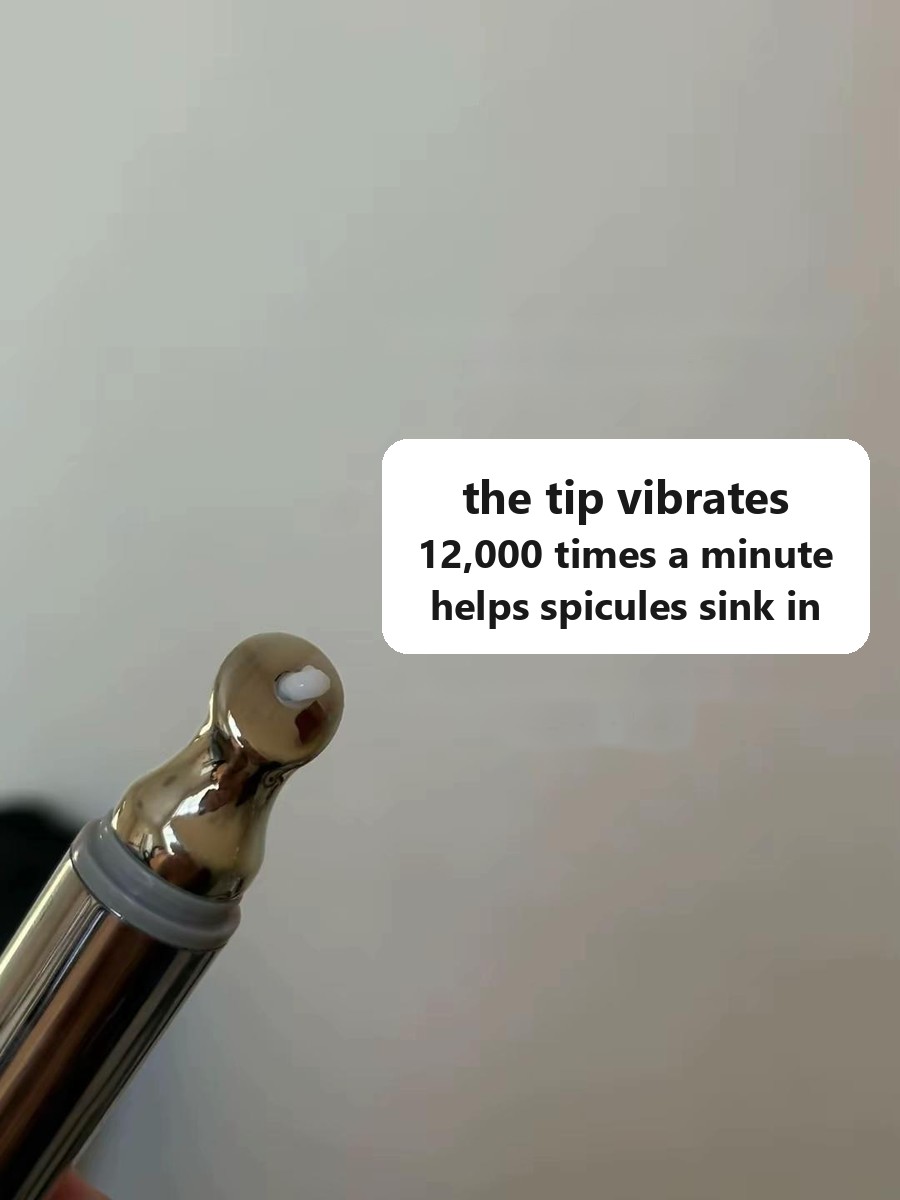 the tip vibrates
12,000 times a minute
helps spicules sink in